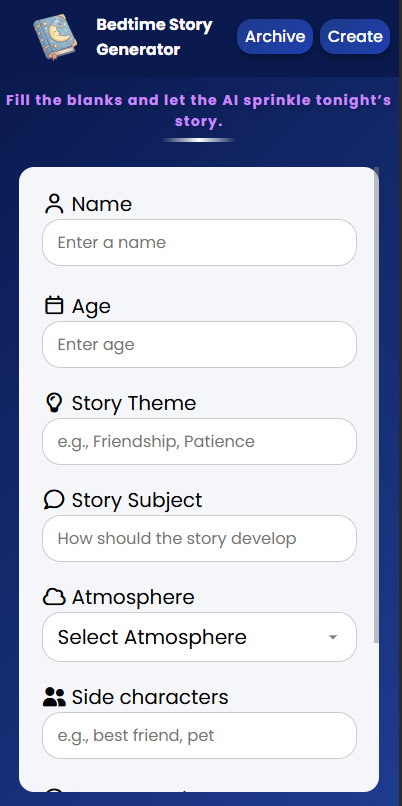 Bedtime Story
Generator
Archive
Create
Fill the blanks and let the AI sprinkle tonight’s
story.
Name
Enter a name
Age
Enter age
Story Theme
e.g., Friendship, Patience
Story Subject
How should the story develop
Atmosphere
Select Atmosphere
Side characters
e.g., best friend, pet